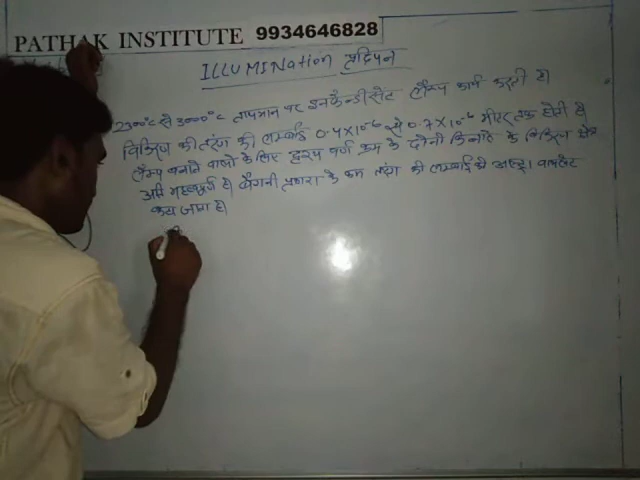 PATHAK INSTITUTE 9934646828
ILLUMINATION प्रदिपन
2300°C से 3000°C तापमान पर इनकैन्डीसेंट लैम्प कार्य करती है।
विकिरण की तरंग की लम्बाई 0.4×10⁻⁶ से 0.7×10⁻⁶ मीटर तक होती है।
लैम्प बनाने वालो के लिए दृश्य वर्ण क्रम के दोनों किनारे के विकिरण क्षेत्र
अति महत्वपूर्ण है। बैंगनी प्रकाश के कम तरंग की लम्बाई को अल्ट्रा वायलेट
कहा जाता है।